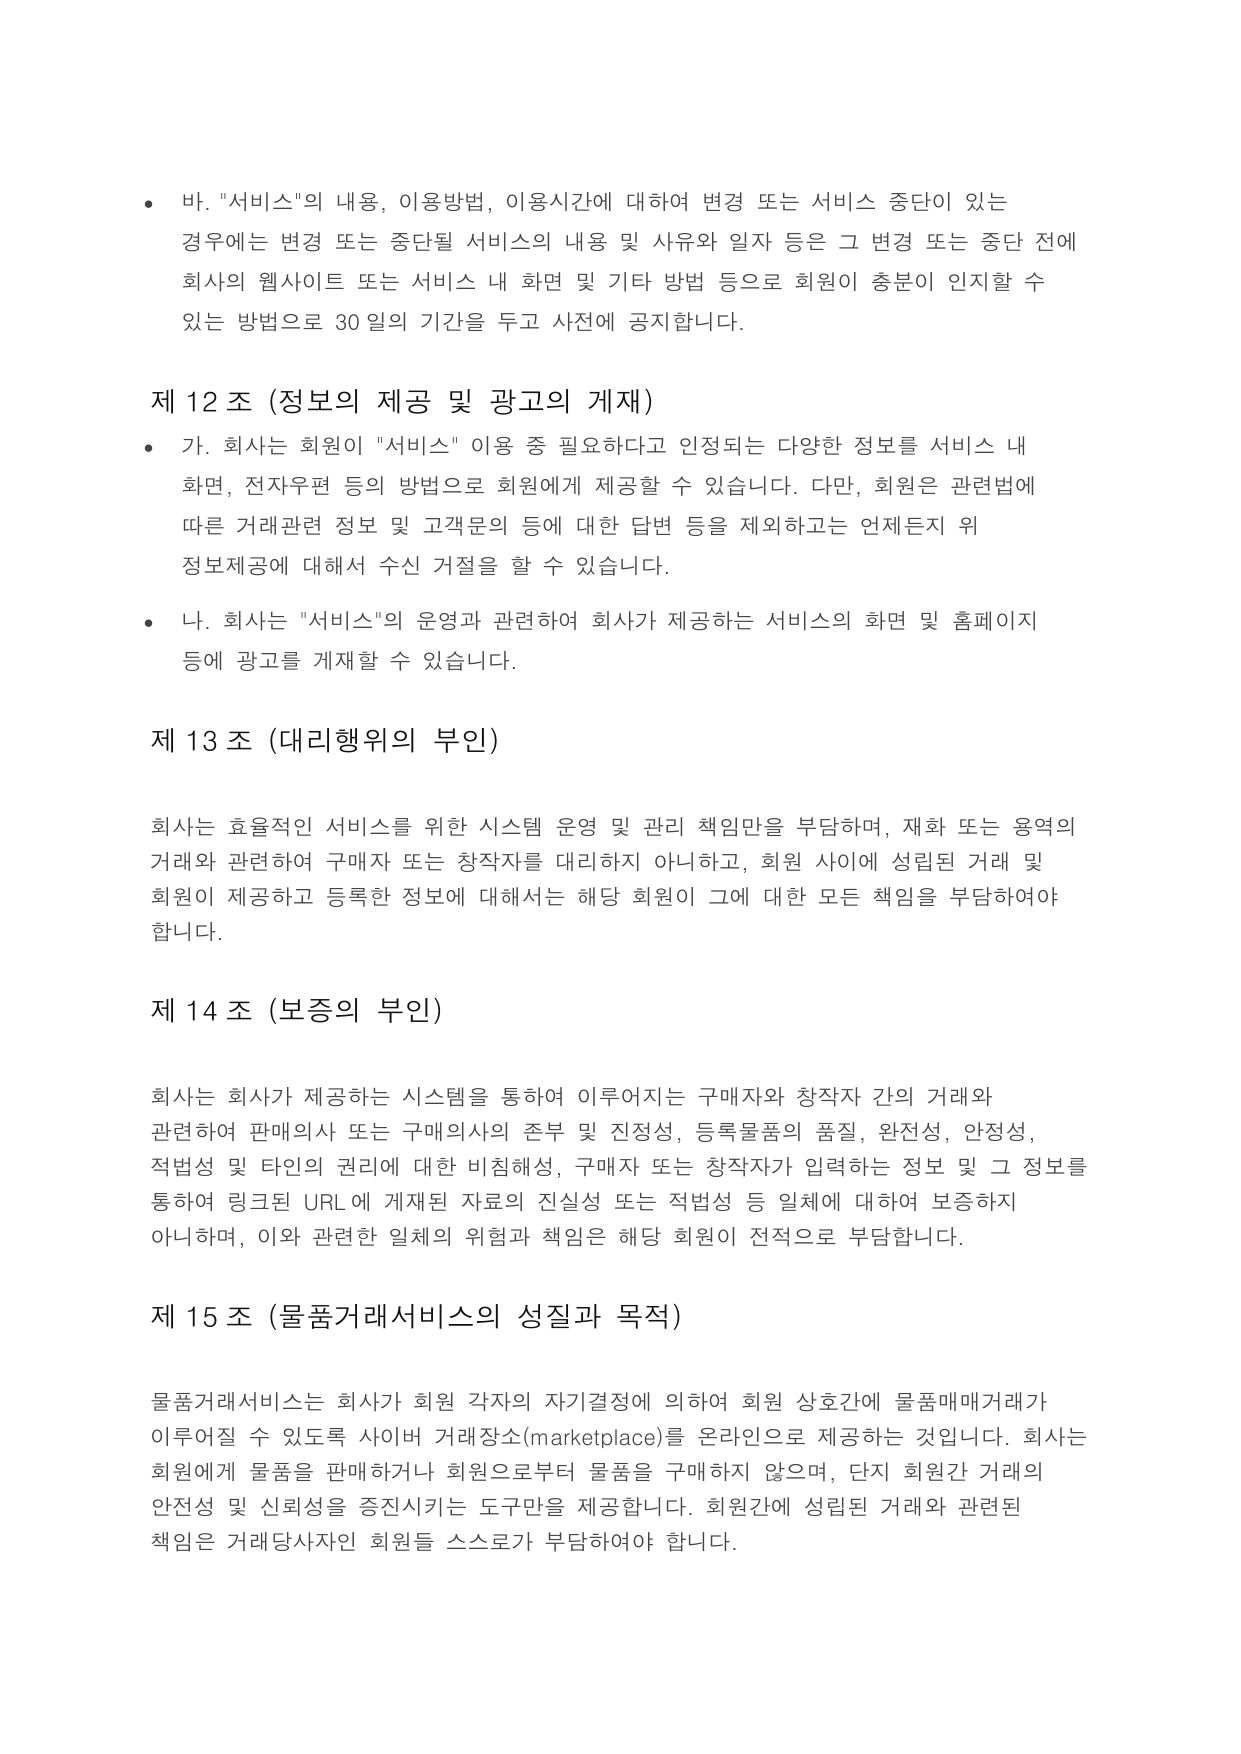 • 바. "서비스"의 내용, 이용방법, 이용시간에 대하여 변경 또는 서비스 중단이 있는
경우에는 변경 또는 중단될 서비스의 내용 및 사유와 일자 등은 그 변경 또는 중단 전에
회사의 웹사이트 또는 서비스 내 화면 및 기타 방법 등으로 회원이 충분이 인지할 수
있는 방법으로 30일의 기간을 두고 사전에 공지합니다.
제 12 조 (정보의 제공 및 광고의 게재)
• 가. 회사는 회원이 "서비스" 이용 중 필요하다고 인정되는 다양한 정보를 서비스 내
화면, 전자우편 등의 방법으로 회원에게 제공할 수 있습니다. 다만, 회원은 관련법에
따른 거래관련 정보 및 고객문의 등에 대한 답변 등을 제외하고는 언제든지 위
정보제공에 대해서 수신 거절을 할 수 있습니다.
• 나. 회사는 "서비스"의 운영과 관련하여 회사가 제공하는 서비스의 화면 및 홈페이지
등에 광고를 게재할 수 있습니다.
제 13 조 (대리행위의 부인)
회사는 효율적인 서비스를 위한 시스템 운영 및 관리 책임만을 부담하며, 재화 또는 용역의
거래와 관련하여 구매자 또는 창작자를 대리하지 아니하고, 회원 사이에 성립된 거래 및
회원이 제공하고 등록한 정보에 대해서는 해당 회원이 그에 대한 모든 책임을 부담하여야
합니다.
제 14 조 (보증의 부인)
회사는 회사가 제공하는 시스템을 통하여 이루어지는 구매자와 창작자 간의 거래와
관련하여 판매의사 또는 구매의사의 존부 및 진정성, 등록물품의 품질, 완전성, 안정성,
적법성 및 타인의 권리에 대한 비침해성, 구매자 또는 창작자가 입력하는 정보 및 그 정보를
통하여 링크된 URL에 게재된 자료의 진실성 또는 적법성 등 일체에 대하여 보증하지
아니하며, 이와 관련한 일체의 위험과 책임은 해당 회원이 전적으로 부담합니다.
제 15 조 (물품거래서비스의 성질과 목적)
물품거래서비스는 회사가 회원 각자의 자기결정에 의하여 회원 상호간에 물품매매거래가
이루어질 수 있도록 사이버 거래장소(marketplace)를 온라인으로 제공하는 것입니다. 회사는
회원에게 물품을 판매하거나 회원으로부터 물품을 구매하지 않으며, 단지 회원간 거래의
안전성 및 신뢰성을 증진시키는 도구만을 제공합니다. 회원간에 성립된 거래와 관련된
책임은 거래당사자인 회원들 스스로가 부담하여야 합니다.